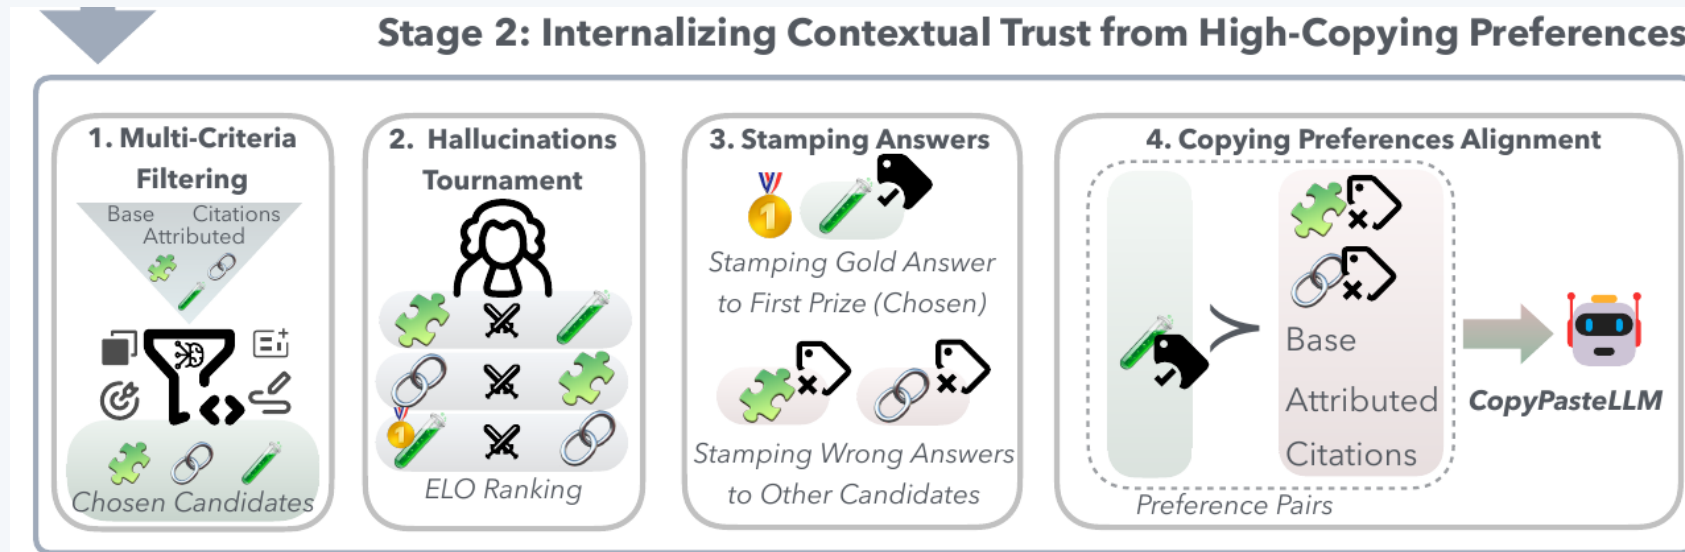 Stage 2: Internalizing Contextual Trust from High-Copying Preferences
1. Multi-Criteria
Filtering
Base Citations
Attributed
Chosen Candidates
2. Hallucinations
Tournament
1
ELO Ranking
3. Stamping Answers
1
Stamping Gold Answer
to First Prize (Chosen)
Stamping Wrong Answers
to Other Candidates
4. Copying Preferences Alignment
Base
Attributed
Citations
Preference Pairs
CopyPasteLLM